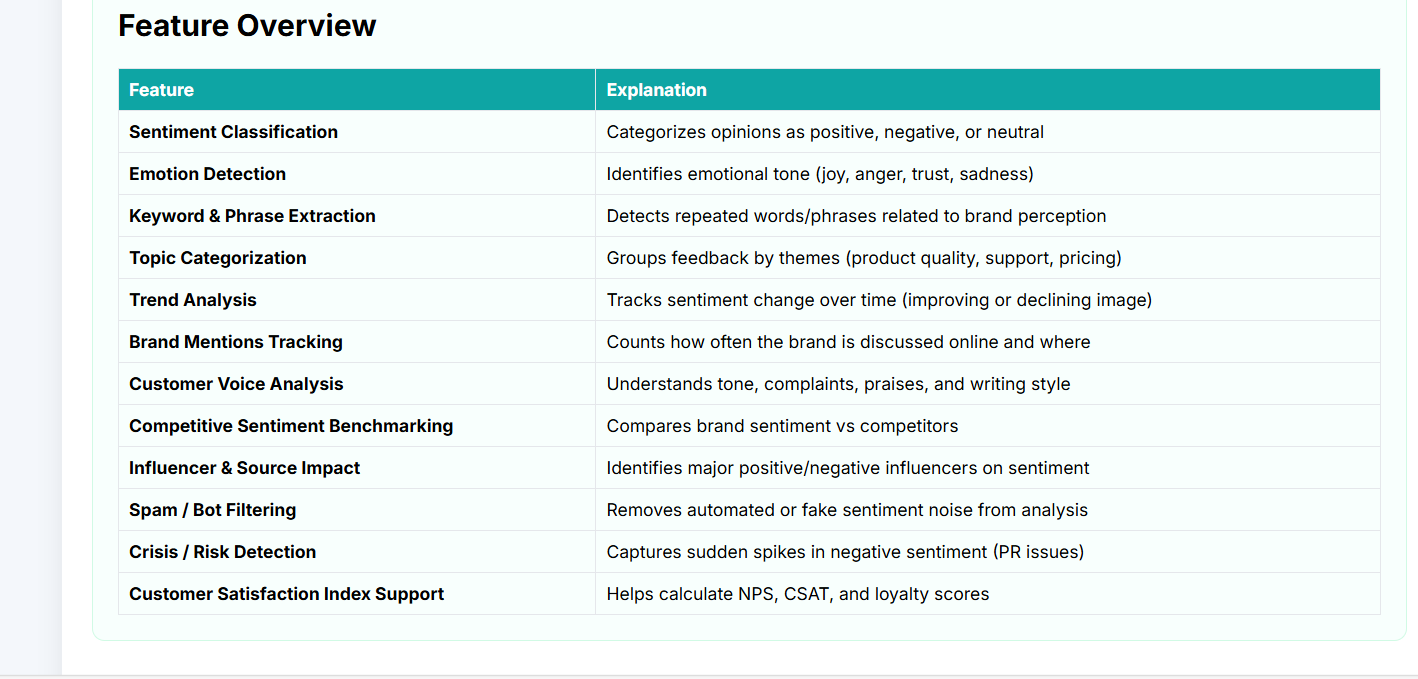 Feature Overview
Feature Explanation
Sentiment Classification Categorizes opinions as positive, negative, or neutral
Emotion Detection Identifies emotional tone (joy, anger, trust, sadness)
Keyword & Phrase Extraction Detects repeated words/phrases related to brand perception
Topic Categorization Groups feedback by themes (product quality, support, pricing)
Trend Analysis Tracks sentiment change over time (improving or declining image)
Brand Mentions Tracking Counts how often the brand is discussed online and where
Customer Voice Analysis Understands tone, complaints, praises, and writing style
Competitive Sentiment Benchmarking Compares brand sentiment vs competitors
Influencer & Source Impact Identifies major positive/negative influencers on sentiment
Spam / Bot Filtering Removes automated or fake sentiment noise from analysis
Crisis / Risk Detection Captures sudden spikes in negative sentiment (PR issues)
Customer Satisfaction Index Support Helps calculate NPS, CSAT, and loyalty scores